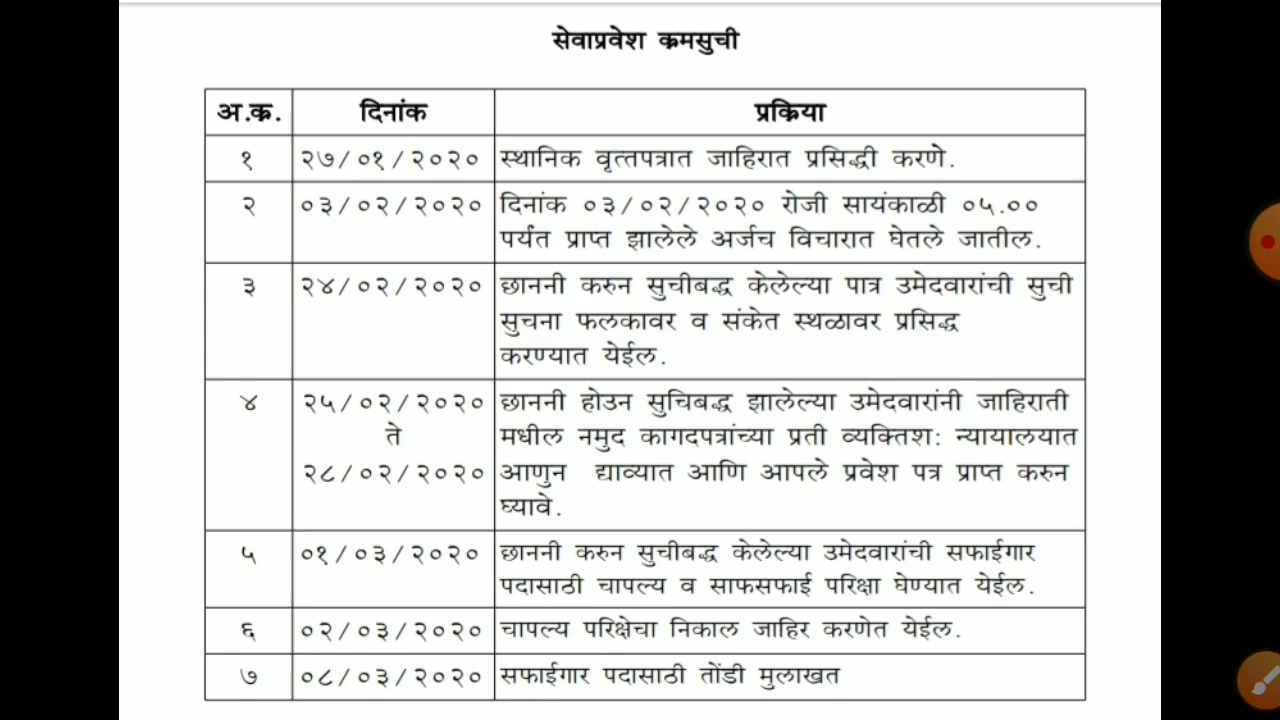 सेवाप्रवेश क्रमसुची
अ.क्र. दिनांक प्रक्रिया
१ २७/०१/२०२० स्थानिक वृत्तपत्रात जाहिरात प्रसिद्धी करणे.
२ ०३/०२/२०२० दिनांक ०३/०२/२०२० रोजी सायंकाळी ०५.००
पर्यंत प्राप्त झालेले अर्जच विचारात घेतले जातील.
३ २४/०२/२०२० छाननी करुन सुचीबद्ध केलेल्या पात्र उमेदवारांची सुची
सुचना फलकावर व संकेत स्थळावर प्रसिद्ध
करण्यात येईल.
४ २५/०२/२०२० छाननी होउन सुचिबद्ध झालेल्या उमेदवारांनी जाहिराती
ते मधील नमुद कागदपत्रांच्या प्रती व्यक्तिश: न्यायालयात
२८/०२/२०२० आणुन द्याव्यात आणि आपले प्रवेश पत्र प्राप्त करुन
घ्यावे.
५ ०१/०३/२०२० छाननी करुन सुचीबद्ध केलेल्या उमेदवारांची सफाईगार
पदासाठी चापल्य व साफसफाई परिक्षा घेण्यात येईल.
६ ०२/०३/२०२० चापल्य परिक्षेचा निकाल जाहिर करणेत येईल.
७ ०८/०३/२०२० सफाईगार पदासाठी तोंडी मुलाखत